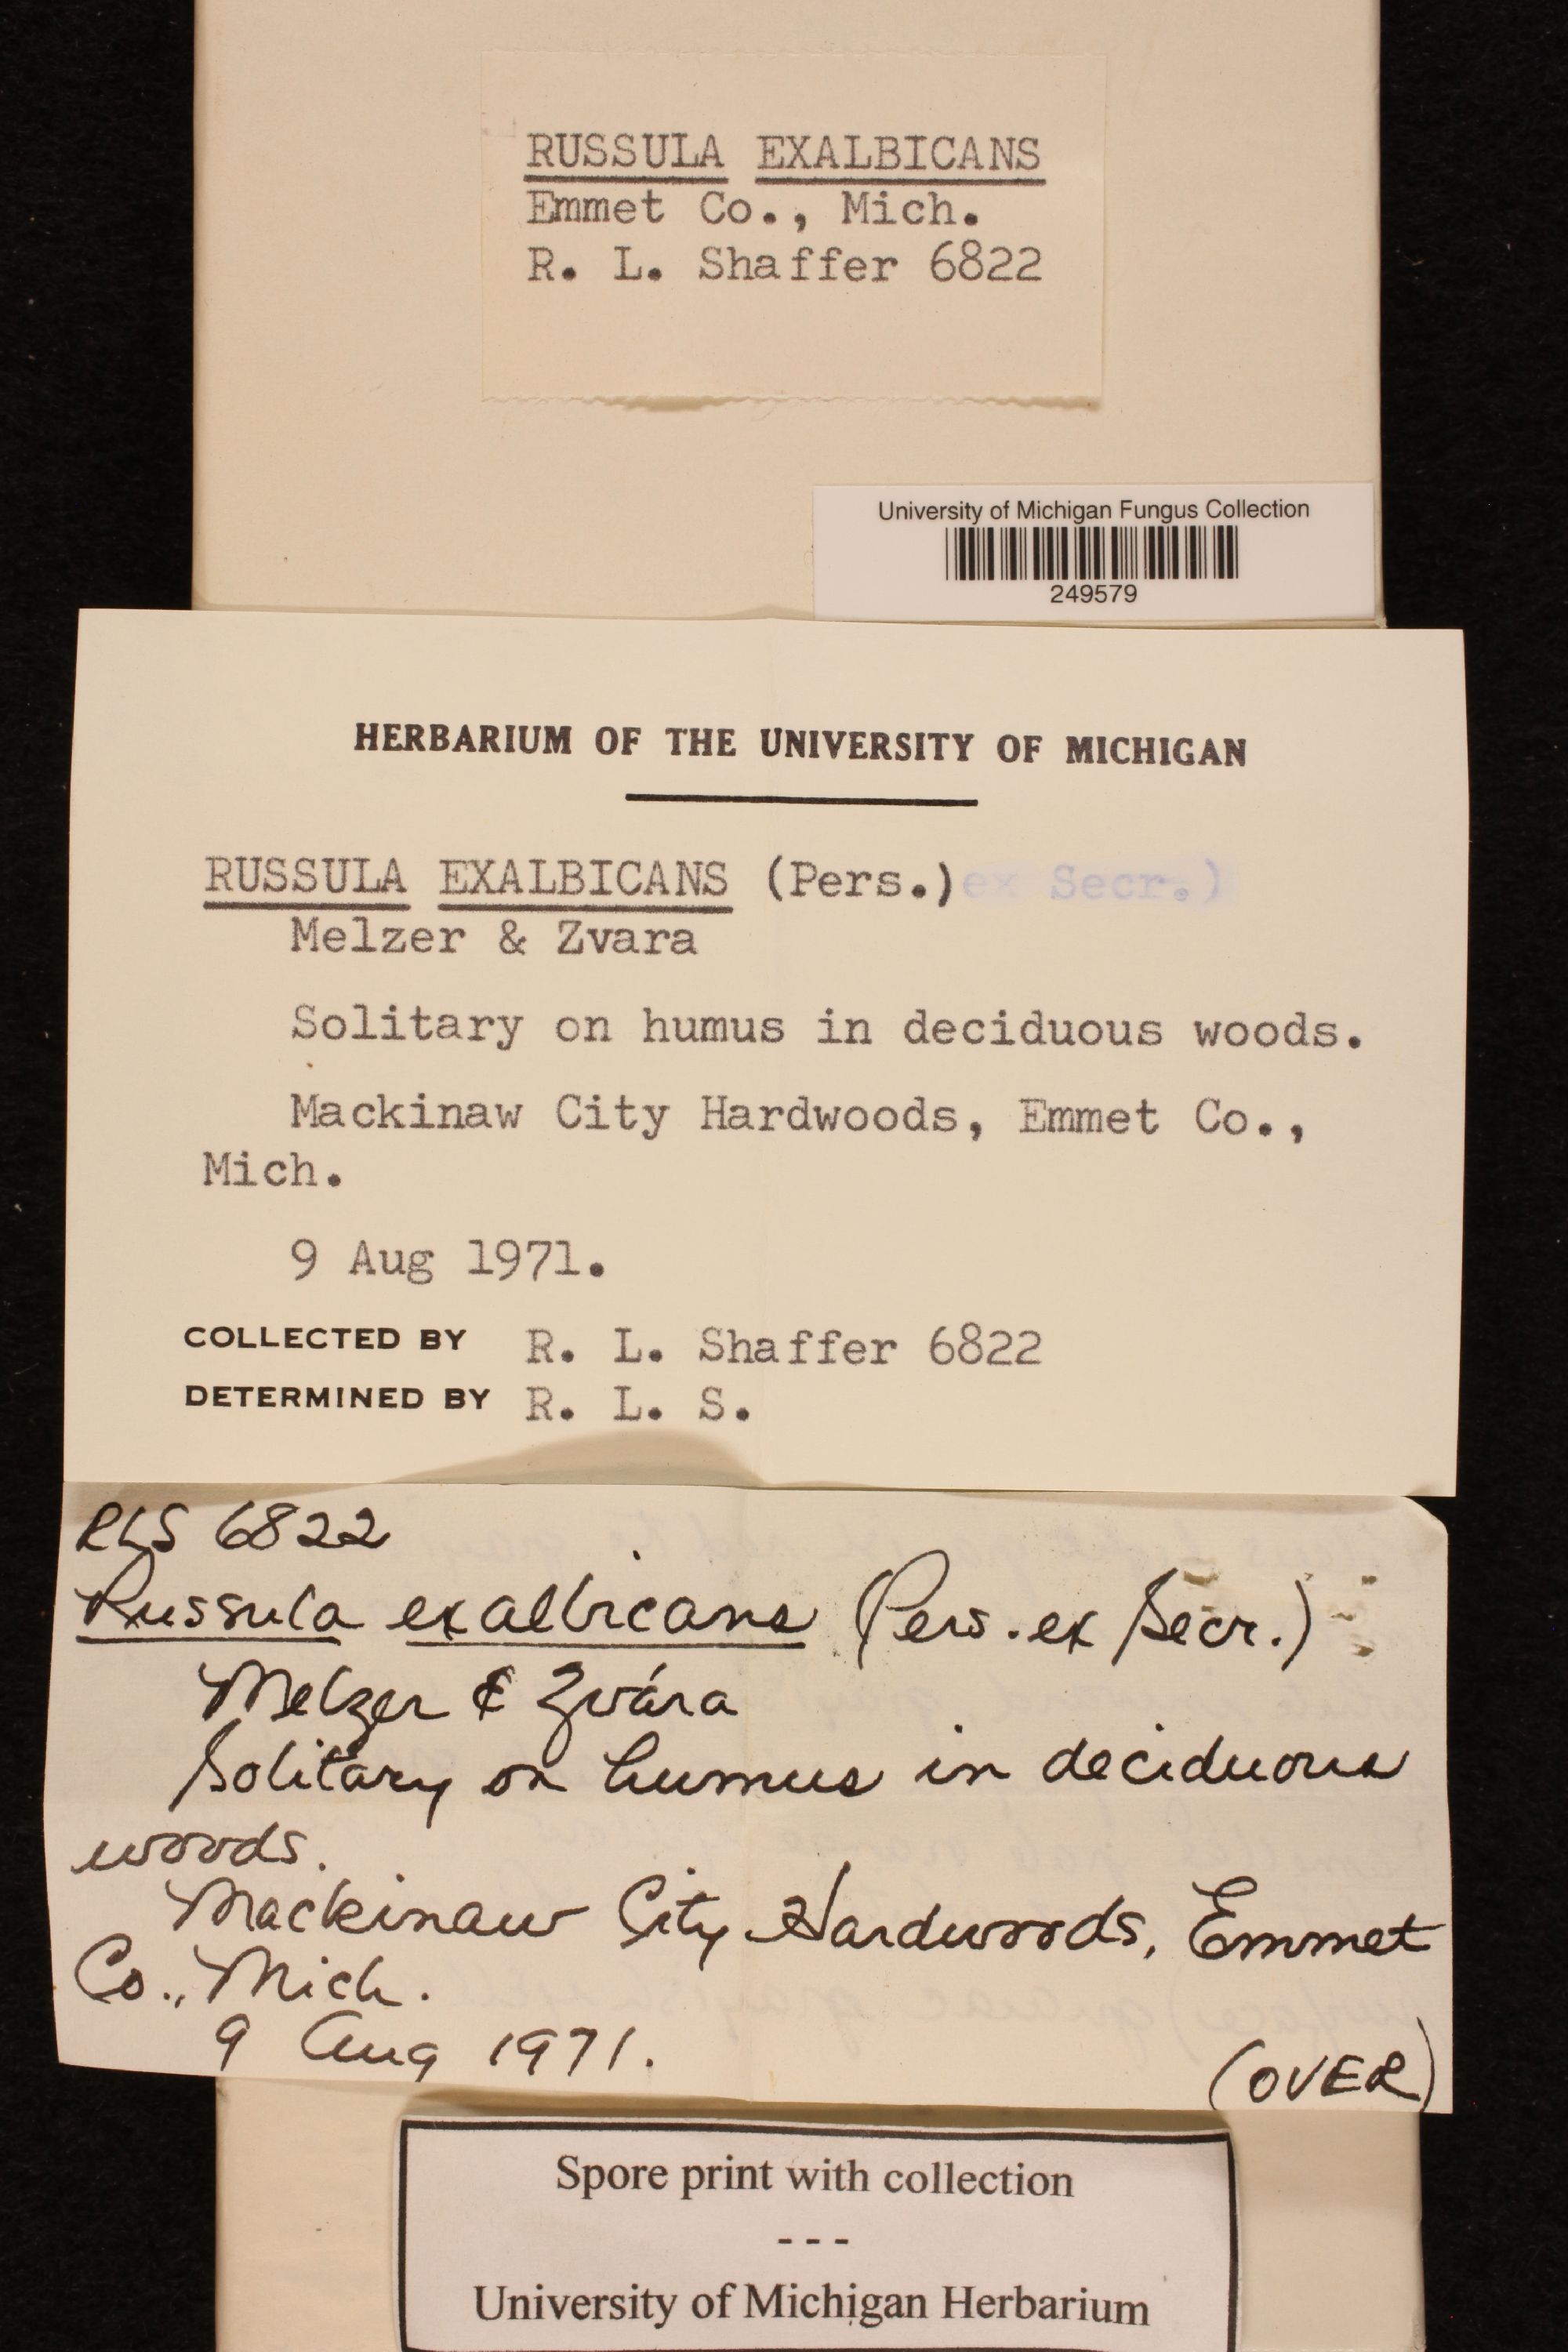 RUSSULA EXALBICANS
Emmet Co., Mich.
R. L. Shaffer 6822
University of Michigan Fungus Collection
249579
HERBARIUM OF THE UNIVERSITY OF MICHIGAN
RUSSULA EXALBICANS (Pers.) ex Secr.)
Melzer & Zvara
Solitary on humus in deciduous woods.
Mackinaw City Hardwoods, Emmet Co.,
Mich.
9 Aug 1971.
COLLECTED BY R. L. Shaffer 6822
DETERMINED BY R. L. S.
RLS 6822
Russula exalbicans (Pers. ex Secr.)
Melzer & Zvára
Solitary on humus in deciduous
woods.
Mackinaw City Hardwoods, Emmet
Co., Mich.
9 Aug 1971.
(OVER)
Spore print with collection
---
University of Michigan Herbarium